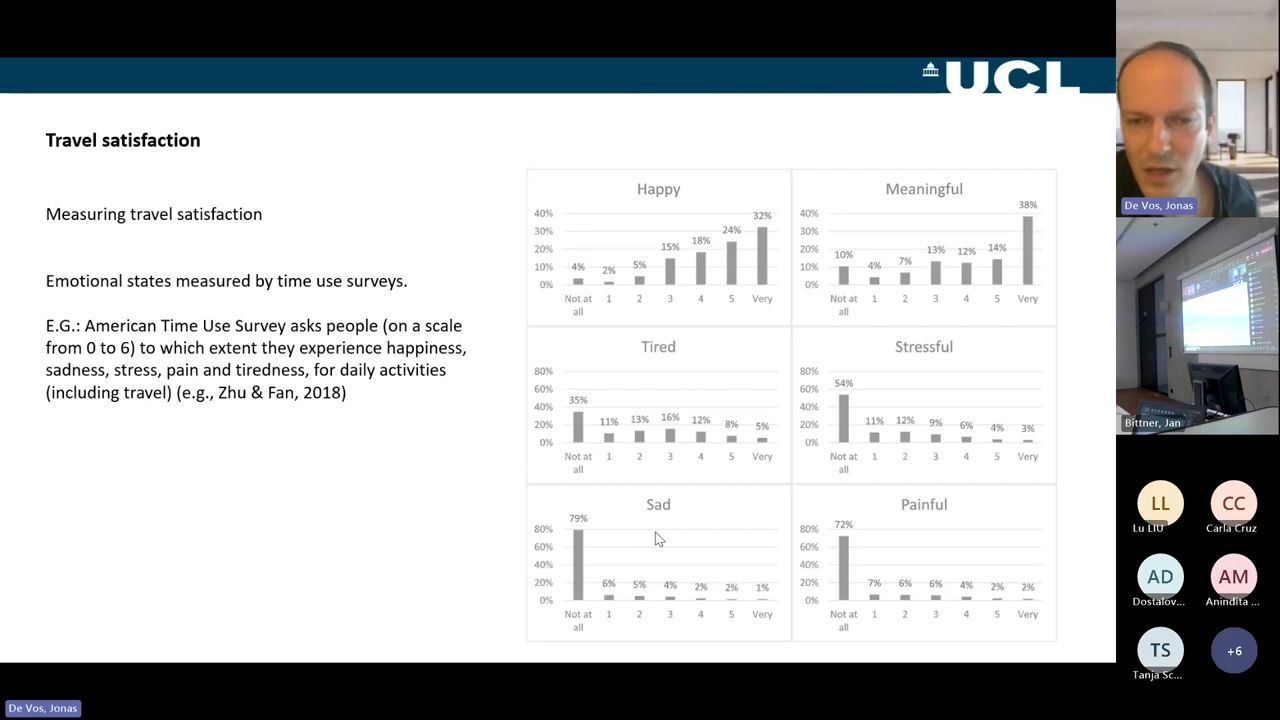 UCL
Travel satisfaction
Measuring travel satisfaction
Emotional states measured by time use surveys.
E.G.: American Time Use Survey asks people (on a scale
from 0 to 6) to which extent they experience happiness,
sadness, stress, pain and tiredness, for daily activities
(including travel) (e.g., Zhu & Fan, 2018)
Happy
40%
30%
20%
10%
0%
4% 2% 5% 15% 18% 24% 32%
Not at all 1 2 3 4 5 Very
Meaningful
40%
30%
20%
10%
0%
10% 4% 7% 13% 12% 14% 38%
Not at all 1 2 3 4 5 Very
Tired
80%
60%
40%
20%
0%
35% 11% 13% 16% 12% 8% 5%
Not at all 1 2 3 4 5 Very
Stressful
80%
60%
40%
20%
0%
54% 11% 12% 9% 6% 4% 3%
Not at all 1 2 3 4 5 Very
Sad
80%
60%
40%
20%
0%
79% 6% 5% 4% 2% 2% 1%
Not at all 1 2 3 4 5 Very
Painful
80%
60%
40%
20%
0%
72% 7% 6% 6% 4% 2% 2%
Not at all 1 2 3 4 5 Very
De Vos, Jonas
Bittner, Jan
LL
Lu LIU
CC
Carla Cruz
AD
Dostalov...
AM
Anindita ...
TS
Tanja Sc...
+6
De Vos, Jonas